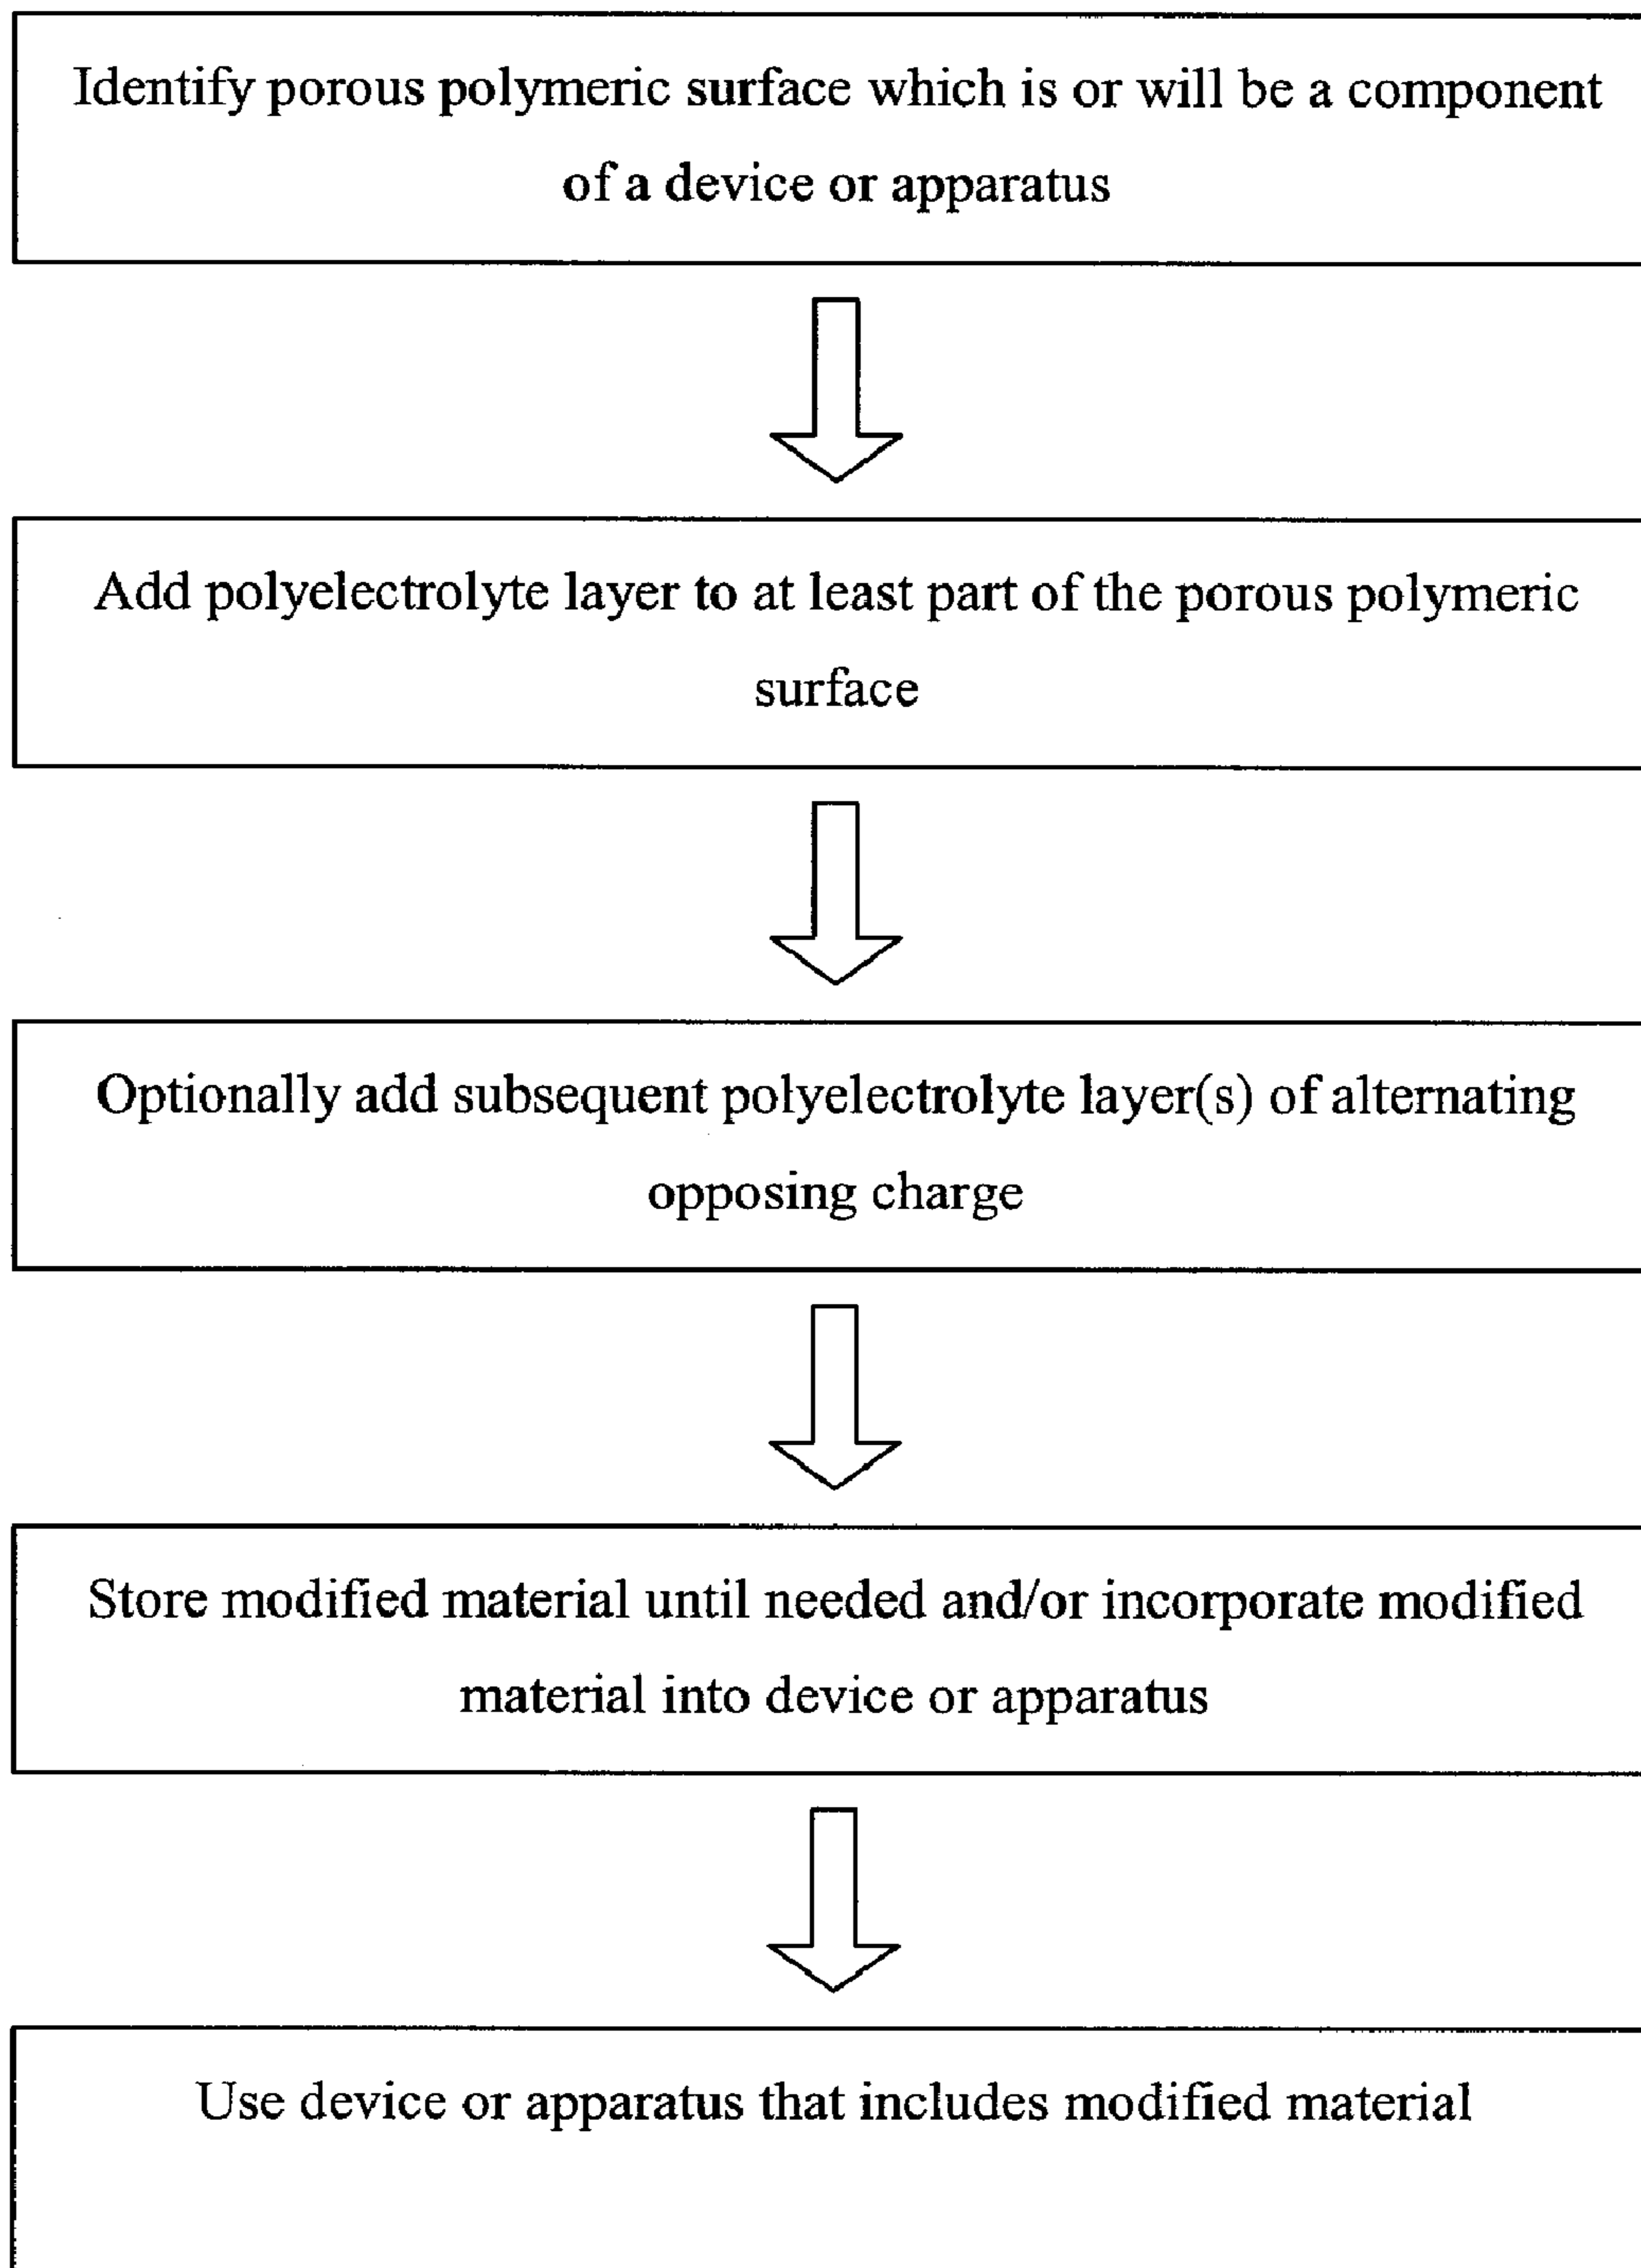 Identify porous polymeric surface which is or will be a component
of a device or apparatus
Add polyelectrolyte layer to at least part of the porous polymeric
surface
Optionally add subsequent polyelectrolyte layer(s) of alternating
opposing charge
Store modified material until needed and/or incorporate modified
material into device or apparatus
Use device or apparatus that includes modified material